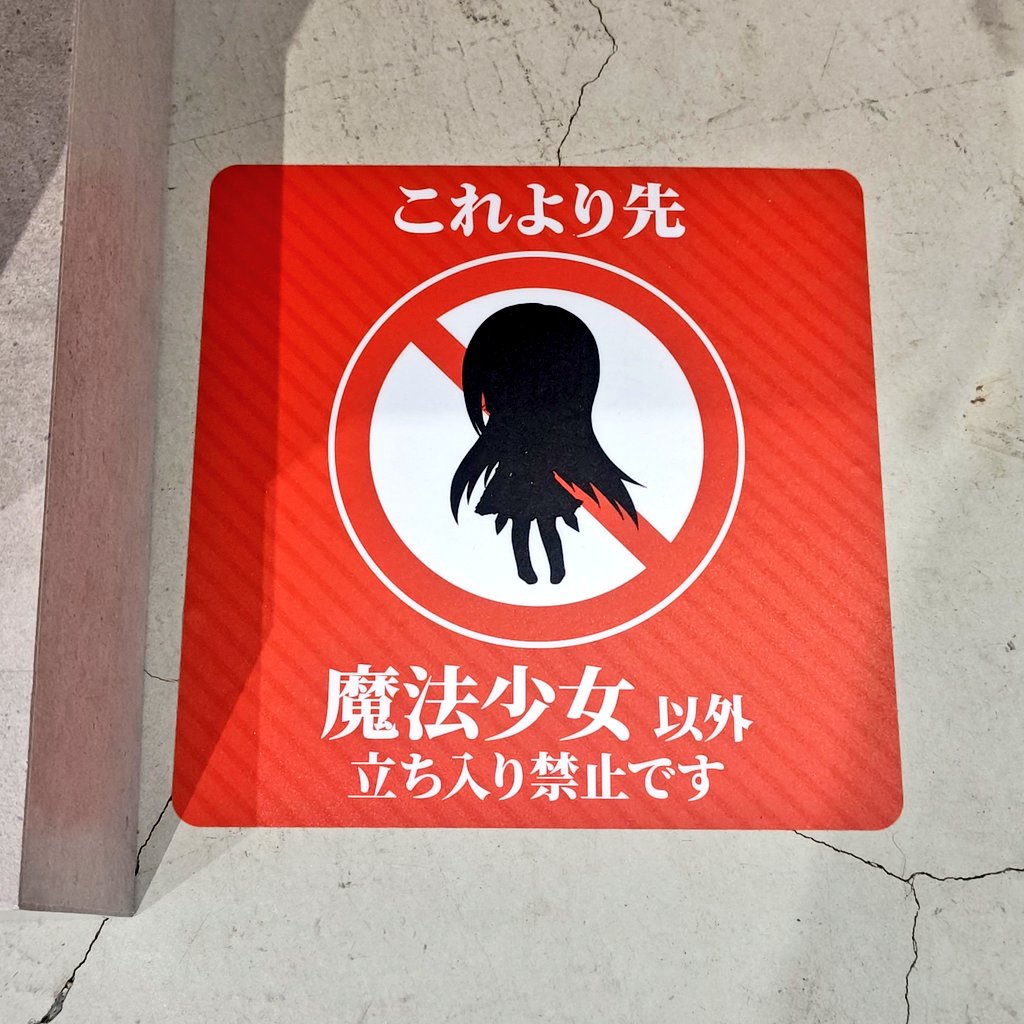 これより先
魔法少女 以外
立ち入り禁止です